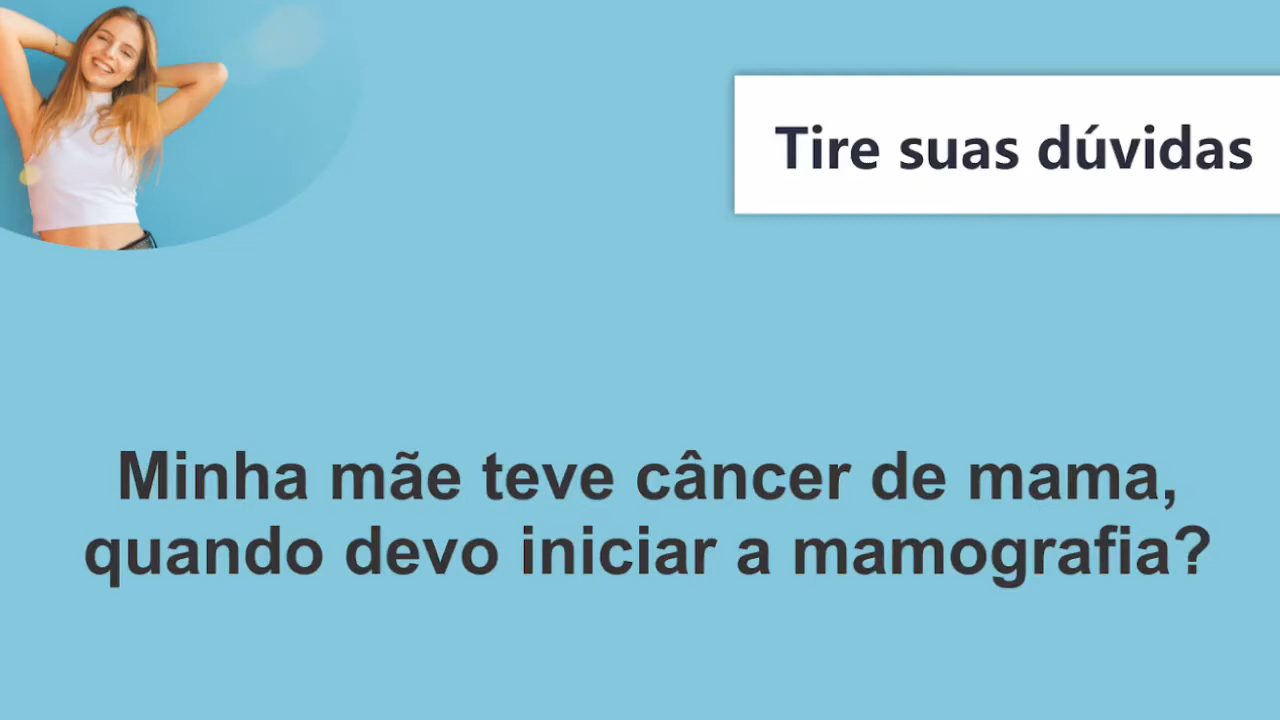 Tire suas dúvidas
Minha mãe teve câncer de mama,
quando devo iniciar a mamografia?